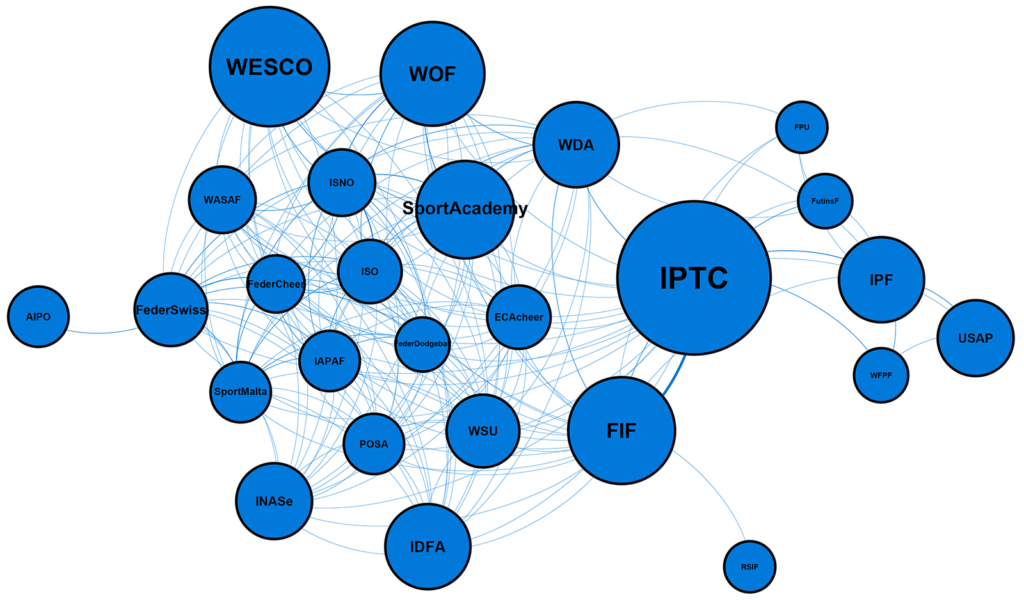 WESCO
WOF
WDA
FPU
ISNO
WASAF
SportAcademy
FutinsF
ISO
FederCheer
IPTC
IPF
FederSwiss
AIPO
ECAcheer
USAP
FederDodgeball
IAPAF
WFPF
SportMalta
WSU
FIF
POSA
INASe
IDFA
RSIF